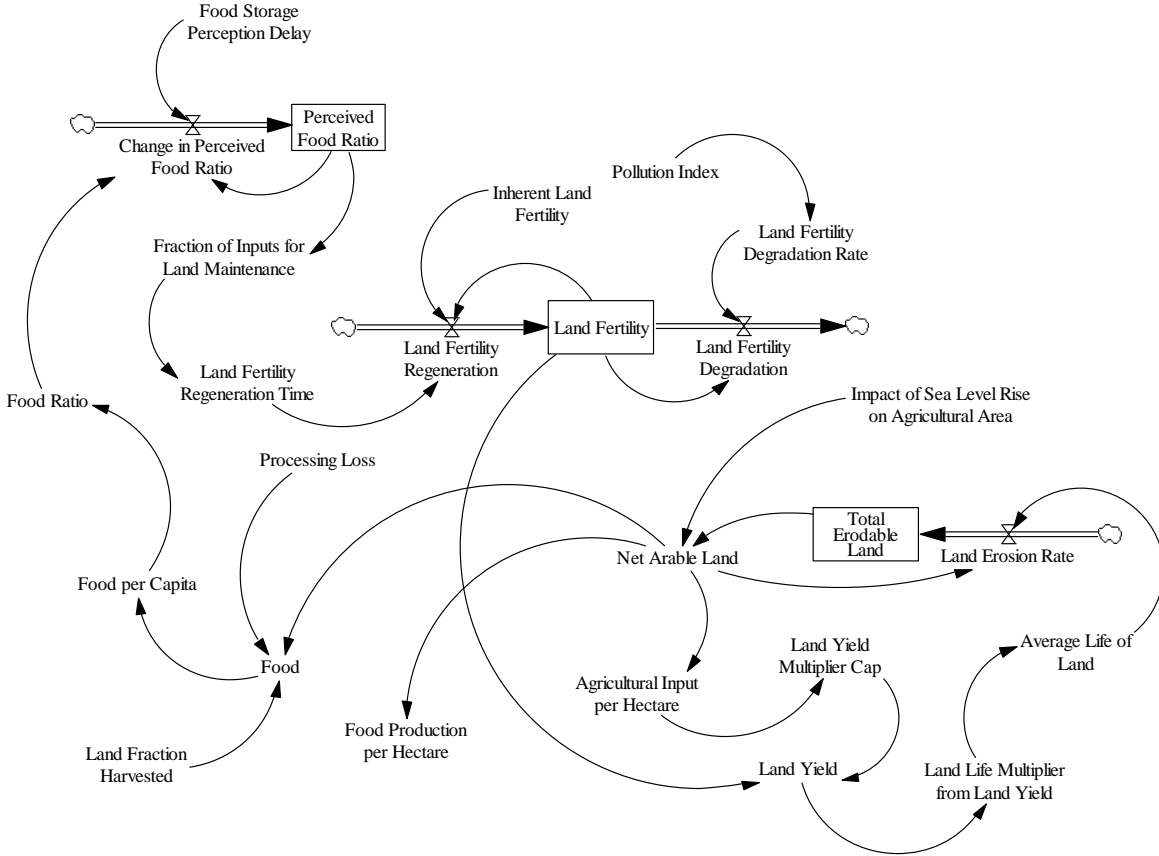 Food Storage
Perception Delay
Perceived
Food Ratio
Change in Perceived
Food Ratio
Pollution Index
Inherent Land
Fertility
Land Fertility
Degradation Rate
Fraction of Inputs for
Land Maintenance
Land Fertility
Land Fertility
Regeneration
Land Fertility
Degradation
Land Fertility
Regeneration Time
Food Ratio
Impact of Sea Level Rise
on Agricultural Area
Processing Loss
Total
Erodable
Land
Net Arable Land
Land Erosion Rate
Food per Capita
Food
Land Yield
Multiplier Cap
Average Life of
Land
Agricultural Input
per Hectare
Food Production
per Hectare
Land Fraction
Harvested
Land Yield
Land Life Multiplier
from Land Yield